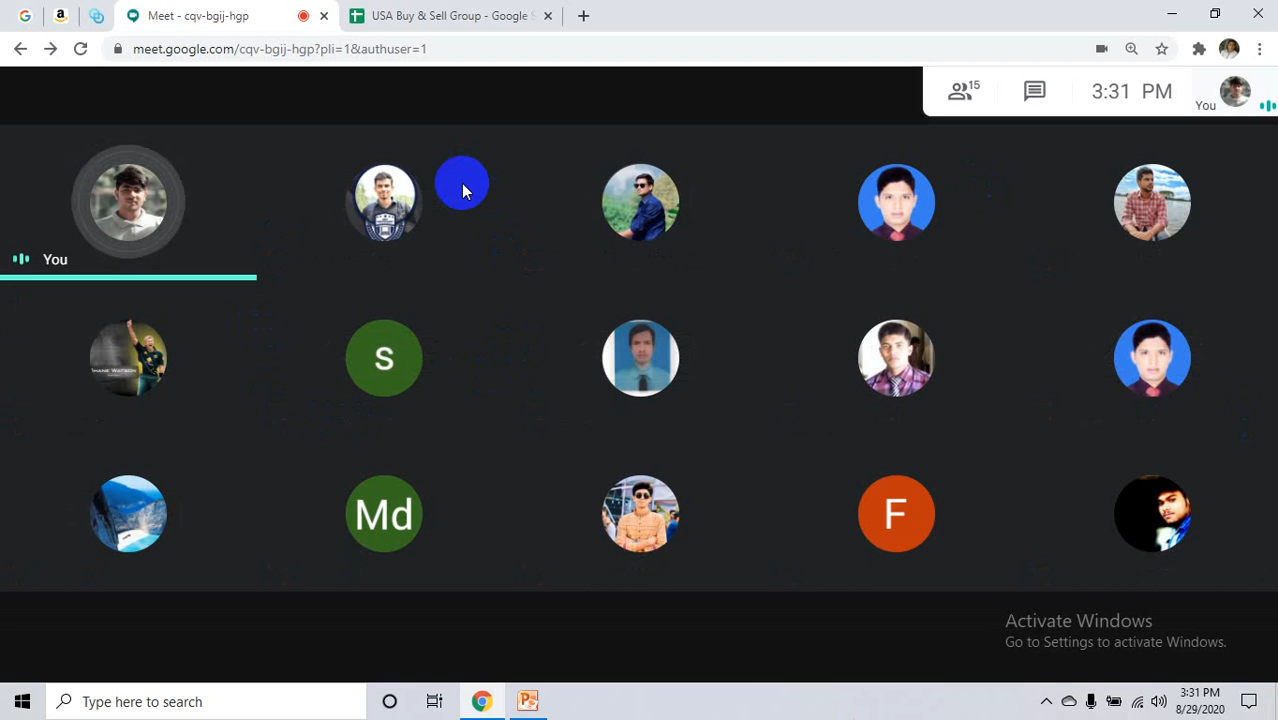 Meet - cqv-bgij-hgp
USA Buy & Sell Group - Google S
meet.google.com/cqv-bgij-hgp?pli=1&authuser=1
15
3:31 PM
You
You
WATSON
s
Md
F
Activate Windows
Go to Settings to activate Windows.
Type here to search
3:31 PM
8/29/2020